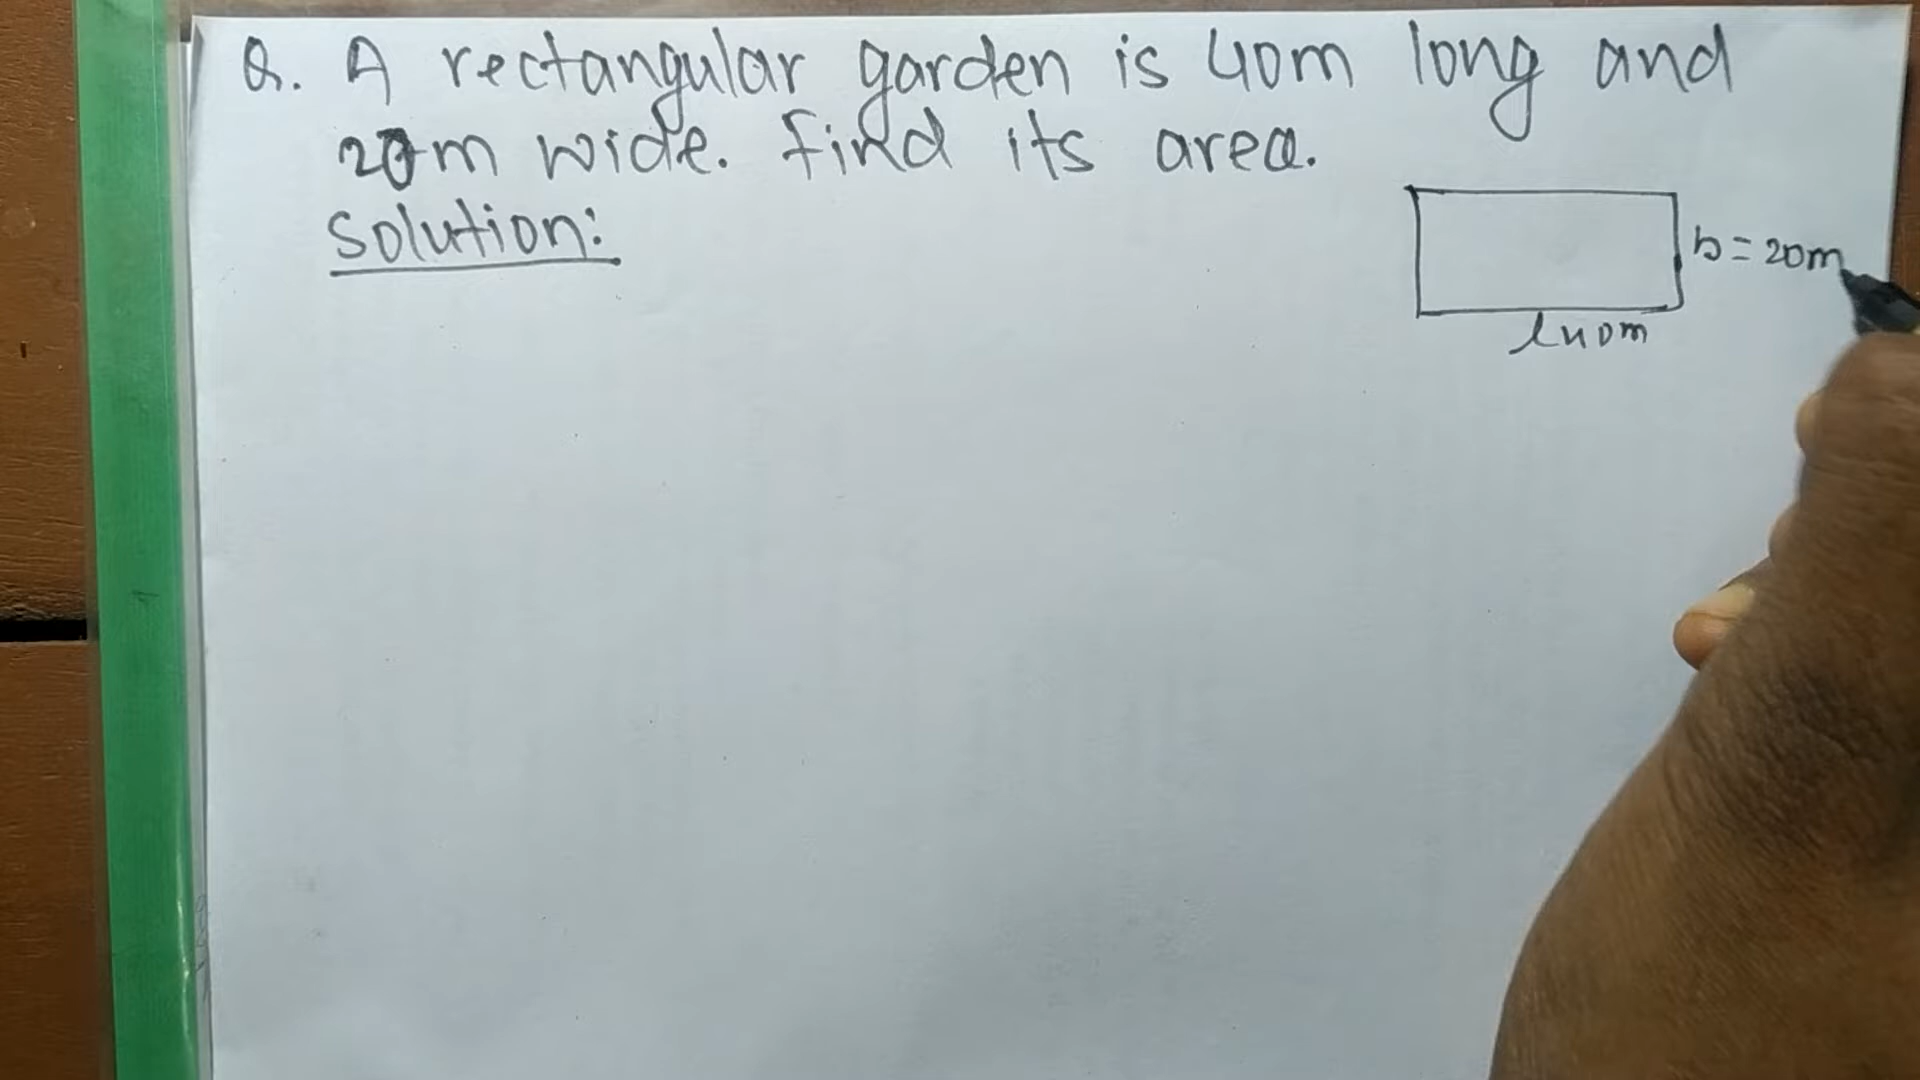 Q. A rectangular garden is 40m long and
20m wide. find its area.
Solution:
b = 20m
l 40m